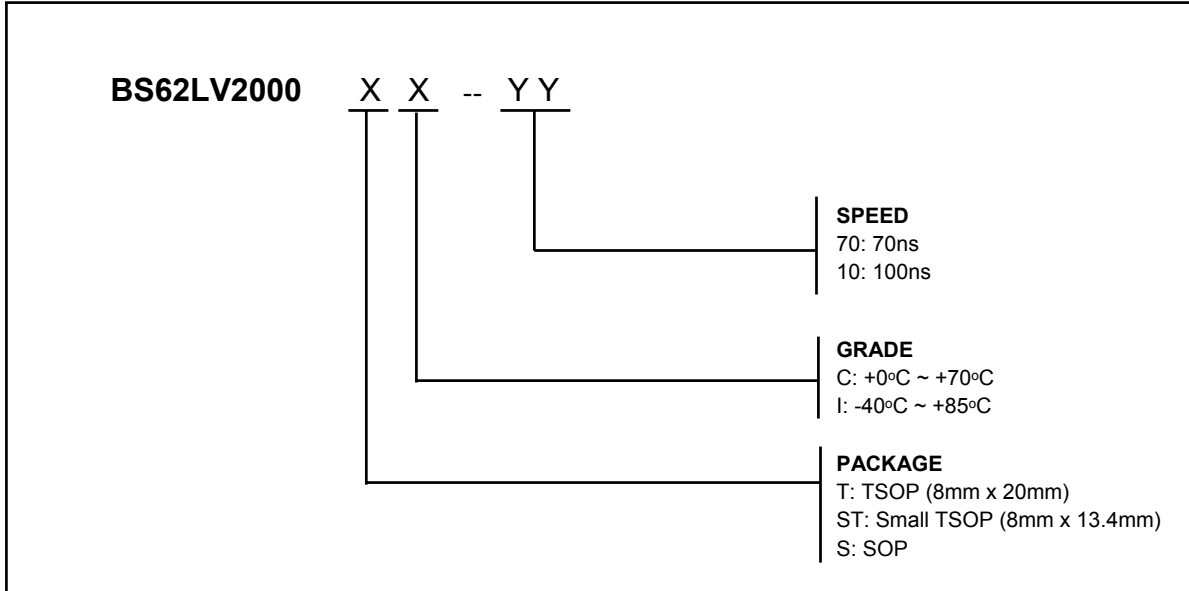 BS62LV2000 X X -- Y Y
SPEED
70: 70ns
10: 100ns
GRADE
C: +0oC ~ +70oC
I: -40oC ~ +85oC
PACKAGE
T: TSOP (8mm x 20mm)
ST: Small TSOP (8mm x 13.4mm)
S: SOP